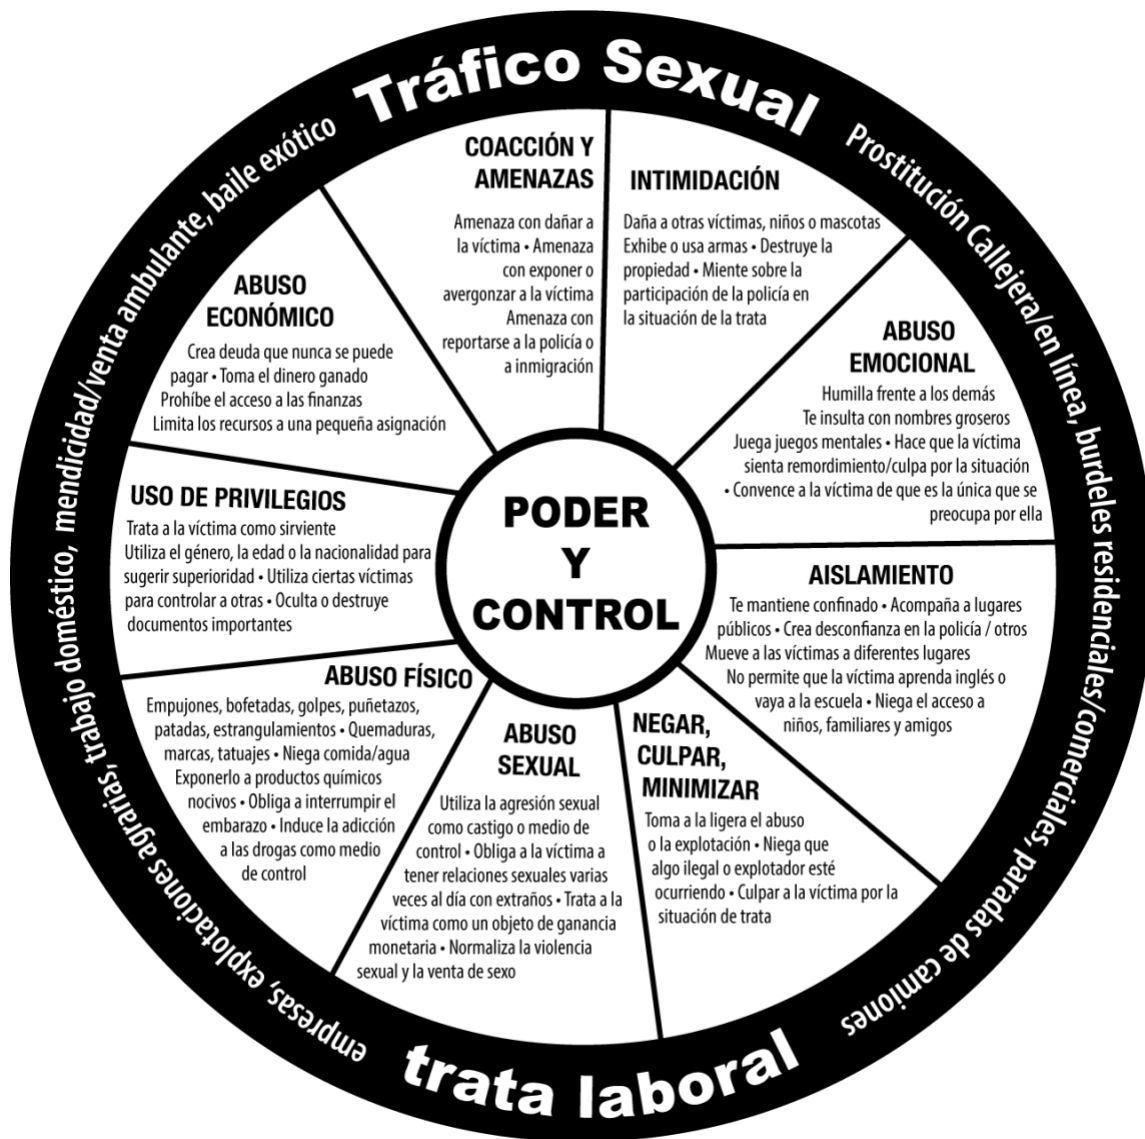 Tráfico Sexual
Prostitución Callejera/en línea, burdeles residenciales/comerciales, paradas de camiones
trata laboral
empresas, explotaciones agrarias, trabajo doméstico, mendicidad/venta ambulante, baile exótico
PODER
Y
CONTROL
COACCIÓN Y
AMENAZAS
Amenaza con dañar a
la víctima • Amenaza
con exponer o
avergonzar a la víctima
Amenaza con
reportarse a la policía o
a inmigración
INTIMIDACIÓN
Daña a otras víctimas, niños o mascotas
Exhibe o usa armas • Destruye la
propiedad • Miente sobre la
participación de la policía en
la situación de la trata
ABUSO
EMOCIONAL
Humilla frente a los demás
Te insulta con nombres groseros
Juega juegos mentales • Hace que la víctima
sienta remordimiento/culpa por la situación
• Convence a la víctima de que es la única que se
preocupa por ella
AISLAMIENTO
Te mantiene confinado • Acompaña a lugares
públicos • Crea desconfianza en la policía / otros
Mueve a las víctimas a diferentes lugares
No permite que la víctima aprenda inglés o
vaya a la escuela • Niega el acceso a
niños, familiares y amigos
NEGAR,
CULPAR,
MINIMIZAR
Toma a la ligera el abuso
o la explotación • Niega que
algo ilegal o explotador esté
ocurriendo • Culpar a la víctima por la
situación de trata
ABUSO
SEXUAL
Utiliza la agresión sexual
como castigo o medio de
control • Obliga a la víctima a
tener relaciones sexuales varias
veces al día con extraños • Trata a la
víctima como un objeto de ganancia
monetaria • Normaliza la violencia
sexual y la venta de sexo
ABUSO FÍSICO
Empujones, bofetadas, golpes, puñetazos,
patadas, estrangulamientos • Quemaduras,
marcas, tatuajes • Niega comida/agua
Exponerlo a productos químicos
nocivos • Obliga a interrumpir el
embarazo • Induce la adicción
a las drogas como medio
de control
USO DE PRIVILEGIOS
Trata a la víctima como sirviente
Utiliza el género, la edad o la nacionalidad para
sugerir superioridad • Utiliza ciertas víctimas
para controlar a otras • Oculta o destruye
documentos importantes
ABUSO
ECONÓMICO
Crea deuda que nunca se puede
pagar • Toma el dinero ganado
Prohíbe el acceso a las finanzas
Limita los recursos a una pequeña asignación